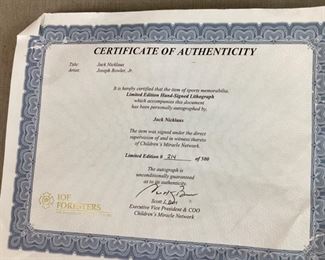 CERTIFICATE OF AUTHENTICITY
Title: Jack Nicklaus
Artist: Joseph Bowler, Jr.
It is hereby certified that the item of sports memorabilia.
Limited Edition Hand-Signed Lithograph
which accompanies this document
has been personally autographed by,
Jack Nicklaus
The item was signed under the direct
supervision of and in witness thereto
of Children's Miracle Network.
Limited Edition # 214 of 500
The autograph is
unconditionally guaranteed
as to its authenticity.
Scott J.
Executive Vice President & COO
Children's Miracle Network
IOF
FORESTERS